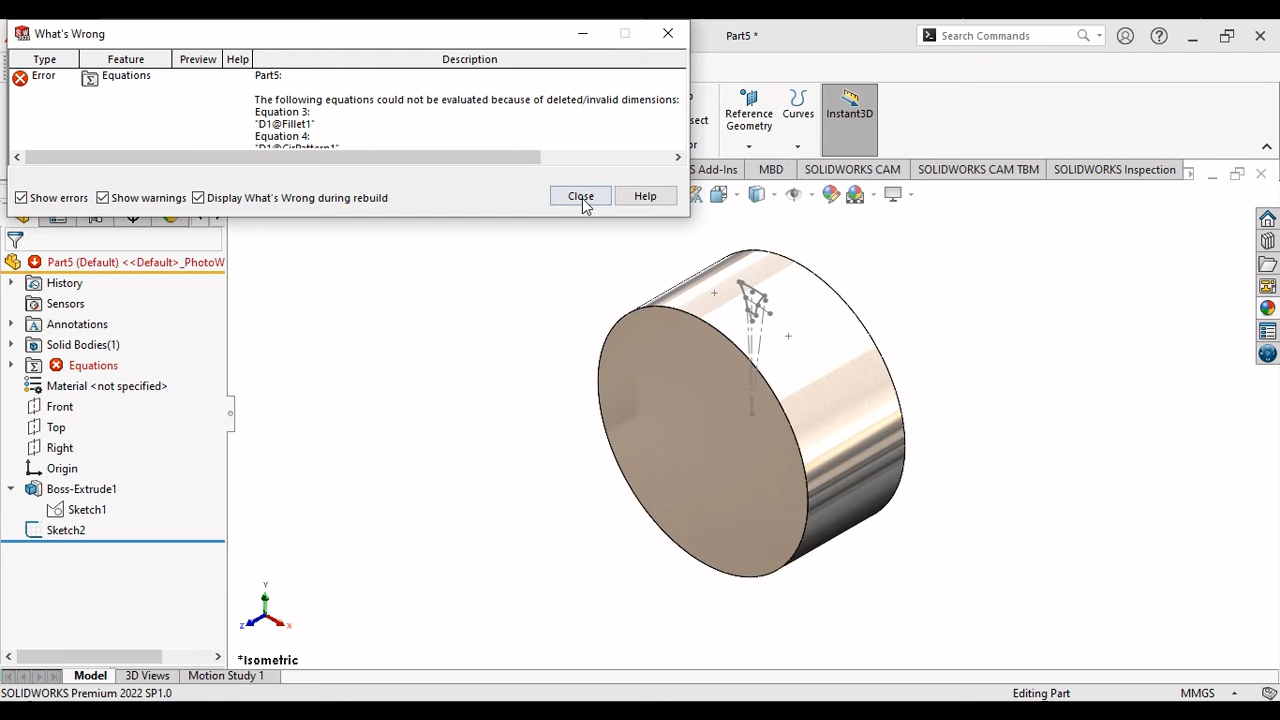 What's Wrong
Part5 *
Search Commands
Type Feature Preview Help Description
Error Equations Part5:
The following equations could not be evaluated because of deleted/invalid dimensions:
Equation 3:
"D1@Fillet1"
Equation 4:
"D1@CirPattern1"
Show errors Show warnings Display What's Wrong during rebuild
Close Help
Reference Geometry
Curves
Instant3D
Add-Ins MBD SOLIDWORKS CAM SOLIDWORKS CAM TBM SOLIDWORKS Inspection
Part5 (Default) <<Default>_PhotoW
History
Sensors
Annotations
Solid Bodies(1)
Equations
Material <not specified>
Front
Top
Right
Origin
Boss-Extrude1
Sketch1
Sketch2
Y
Z X
*Isometric
Model 3D Views Motion Study 1
SOLIDWORKS Premium 2022 SP1.0 Editing Part MMGS